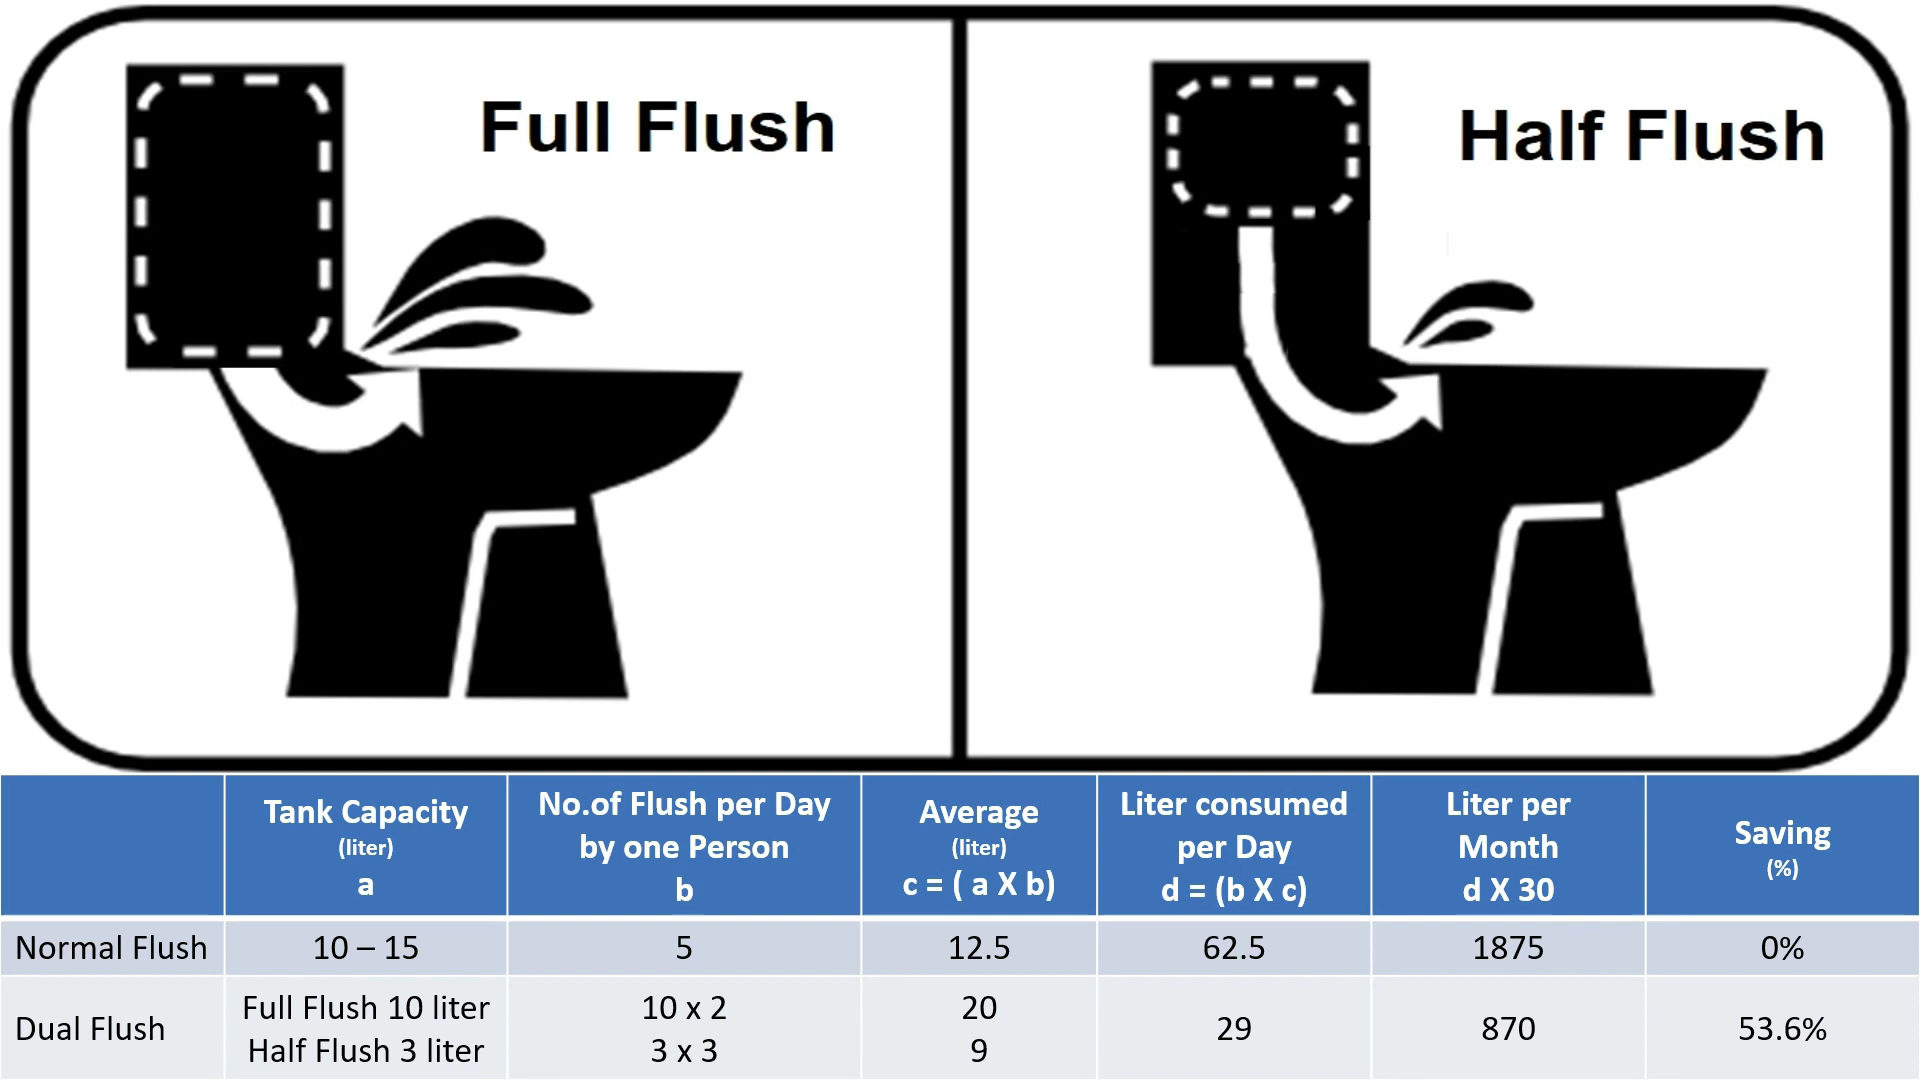 Full Flush
Half Flush
Tank Capacity
(liter)
a
No.of Flush per Day
by one Person
b
Average
(liter)
c = ( a X b)
Liter consumed
per Day
d = (b X c)
Liter per
Month
d X 30
Saving
(%)
Normal Flush
10 – 15
5
12.5
62.5
1875
0%
Dual Flush
Full Flush 10 liter
Half Flush 3 liter
10 x 2
3 x 3
20
9
29
870
53.6%